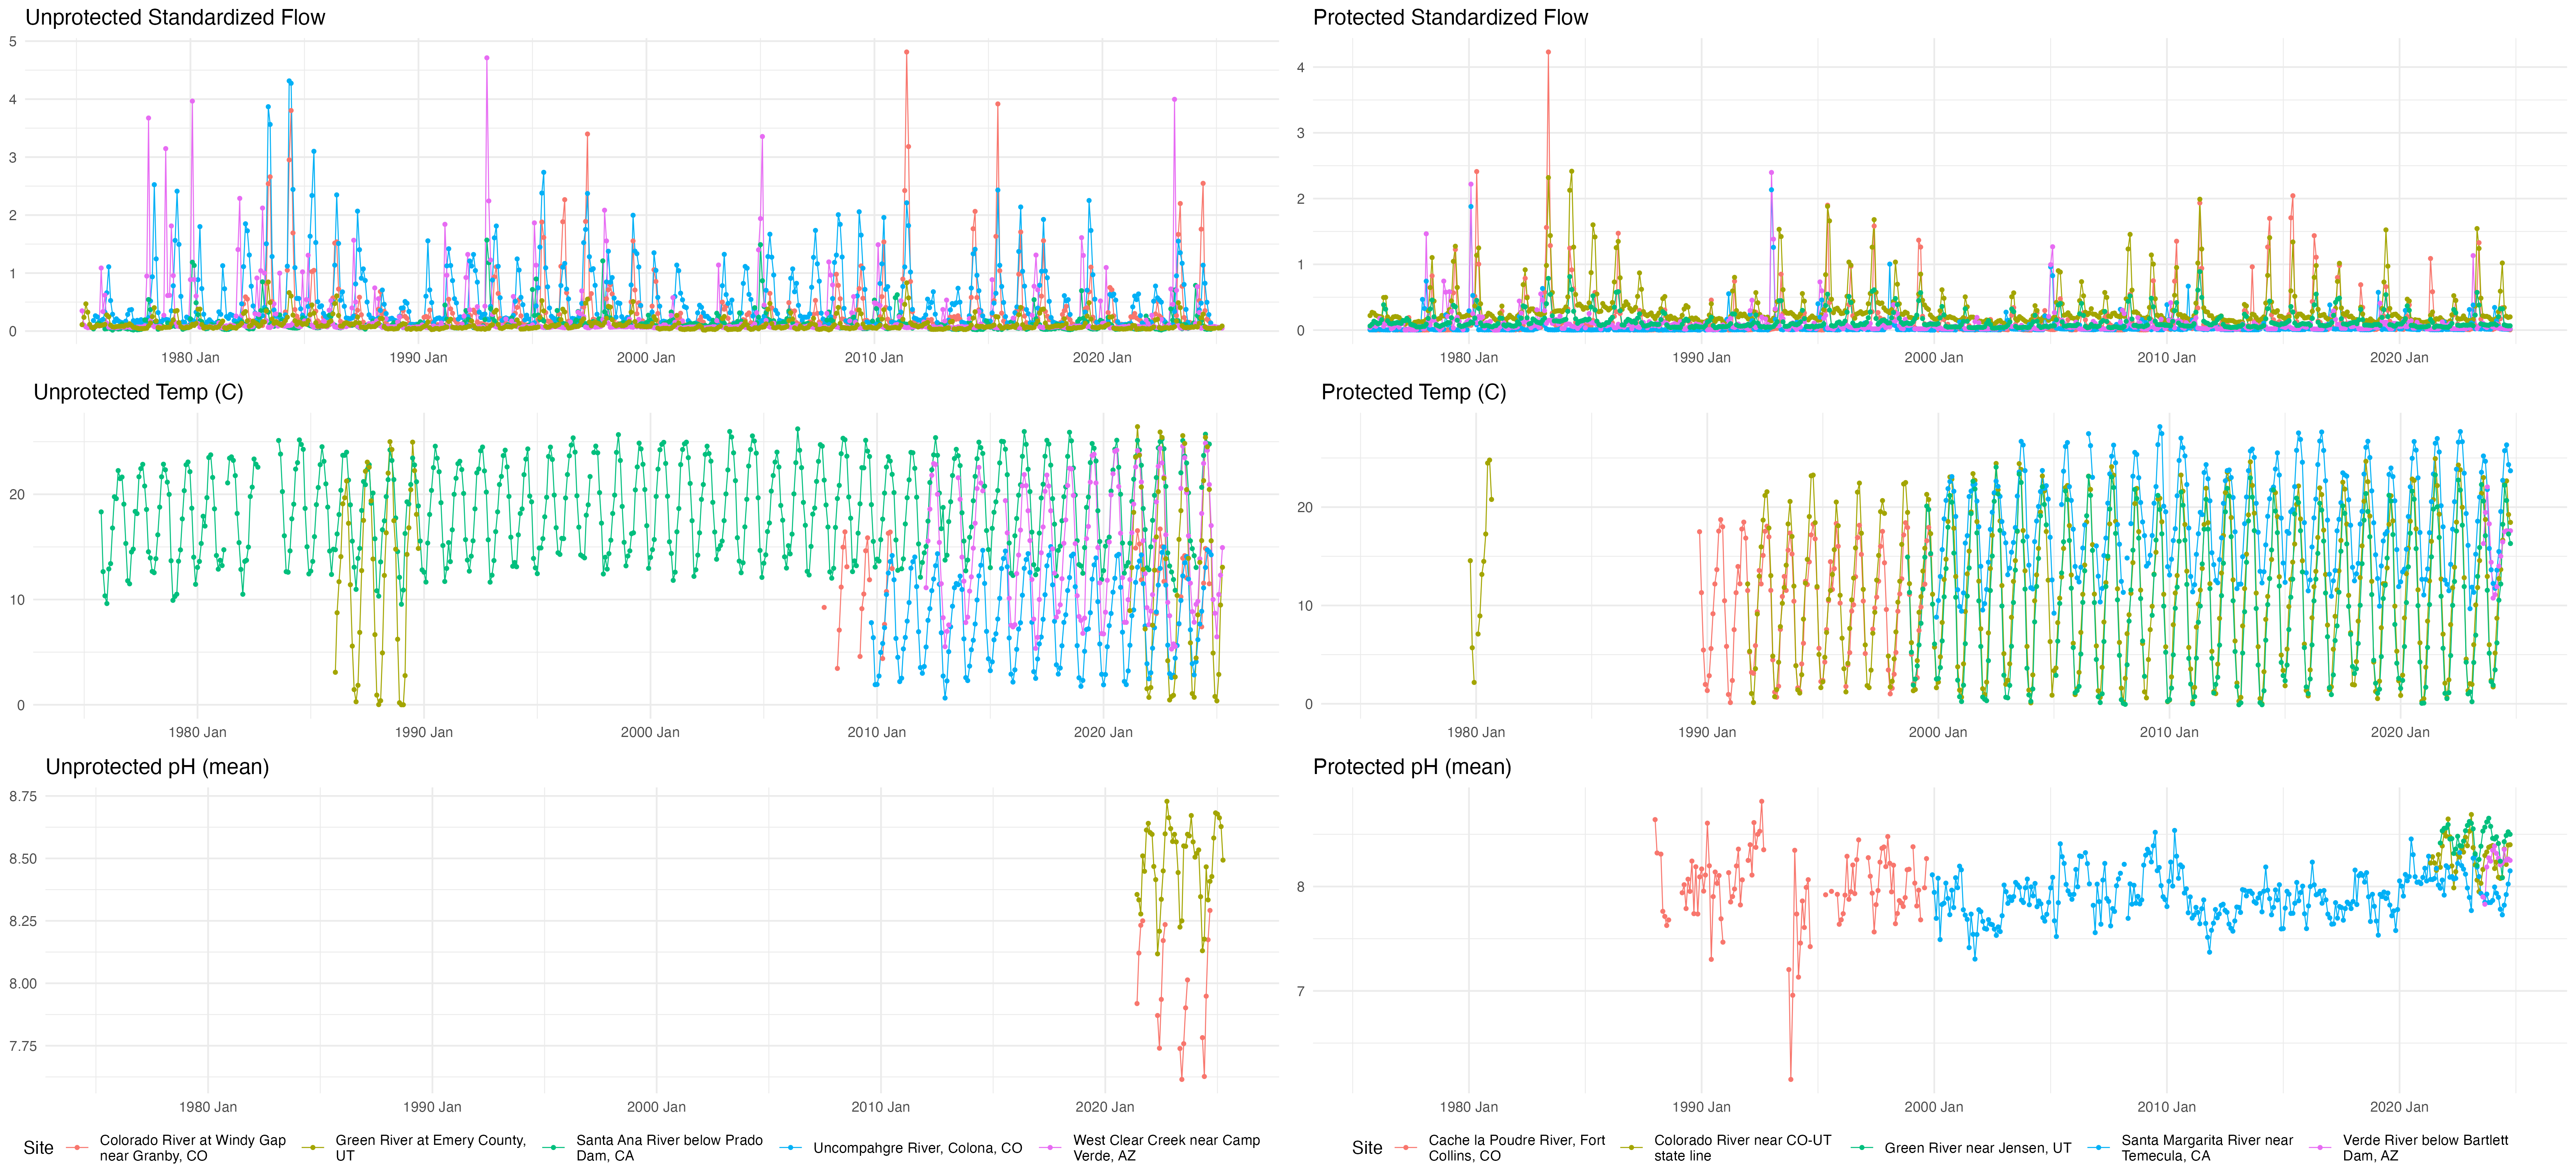 Unprotected Standardized Flow
5
4
3
2
1
0
1980 Jan
1990 Jan
2000 Jan
2010 Jan
2020 Jan
Protected Standardized Flow
4
3
2
1
0
1980 Jan
1990 Jan
2000 Jan
2010 Jan
2020 Jan
Unprotected Temp (C)
20
10
0
1980 Jan
1990 Jan
2000 Jan
2010 Jan
2020 Jan
Protected Temp (C)
20
10
0
1980 Jan
1990 Jan
2000 Jan
2010 Jan
2020 Jan
Unprotected pH (mean)
8.75
8.50
8.25
8.00
7.75
1980 Jan
1990 Jan
2000 Jan
2010 Jan
2020 Jan
Protected pH (mean)
8
7
1980 Jan
1990 Jan
2000 Jan
2010 Jan
2020 Jan
Site
Colorado River at Windy Gap
near Granby, CO
Green River at Emery County,
UT
Santa Ana River below Prado
Dam, CA
Uncompahgre River, Colona, CO
West Clear Creek near Camp
Verde, AZ
Site
Cache la Poudre River, Fort
Collins, CO
Colorado River near CO-UT
state line
Green River near Jensen, UT
Santa Margarita River near
Temecula, CA
Verde River below Bartlett
Dam, AZ